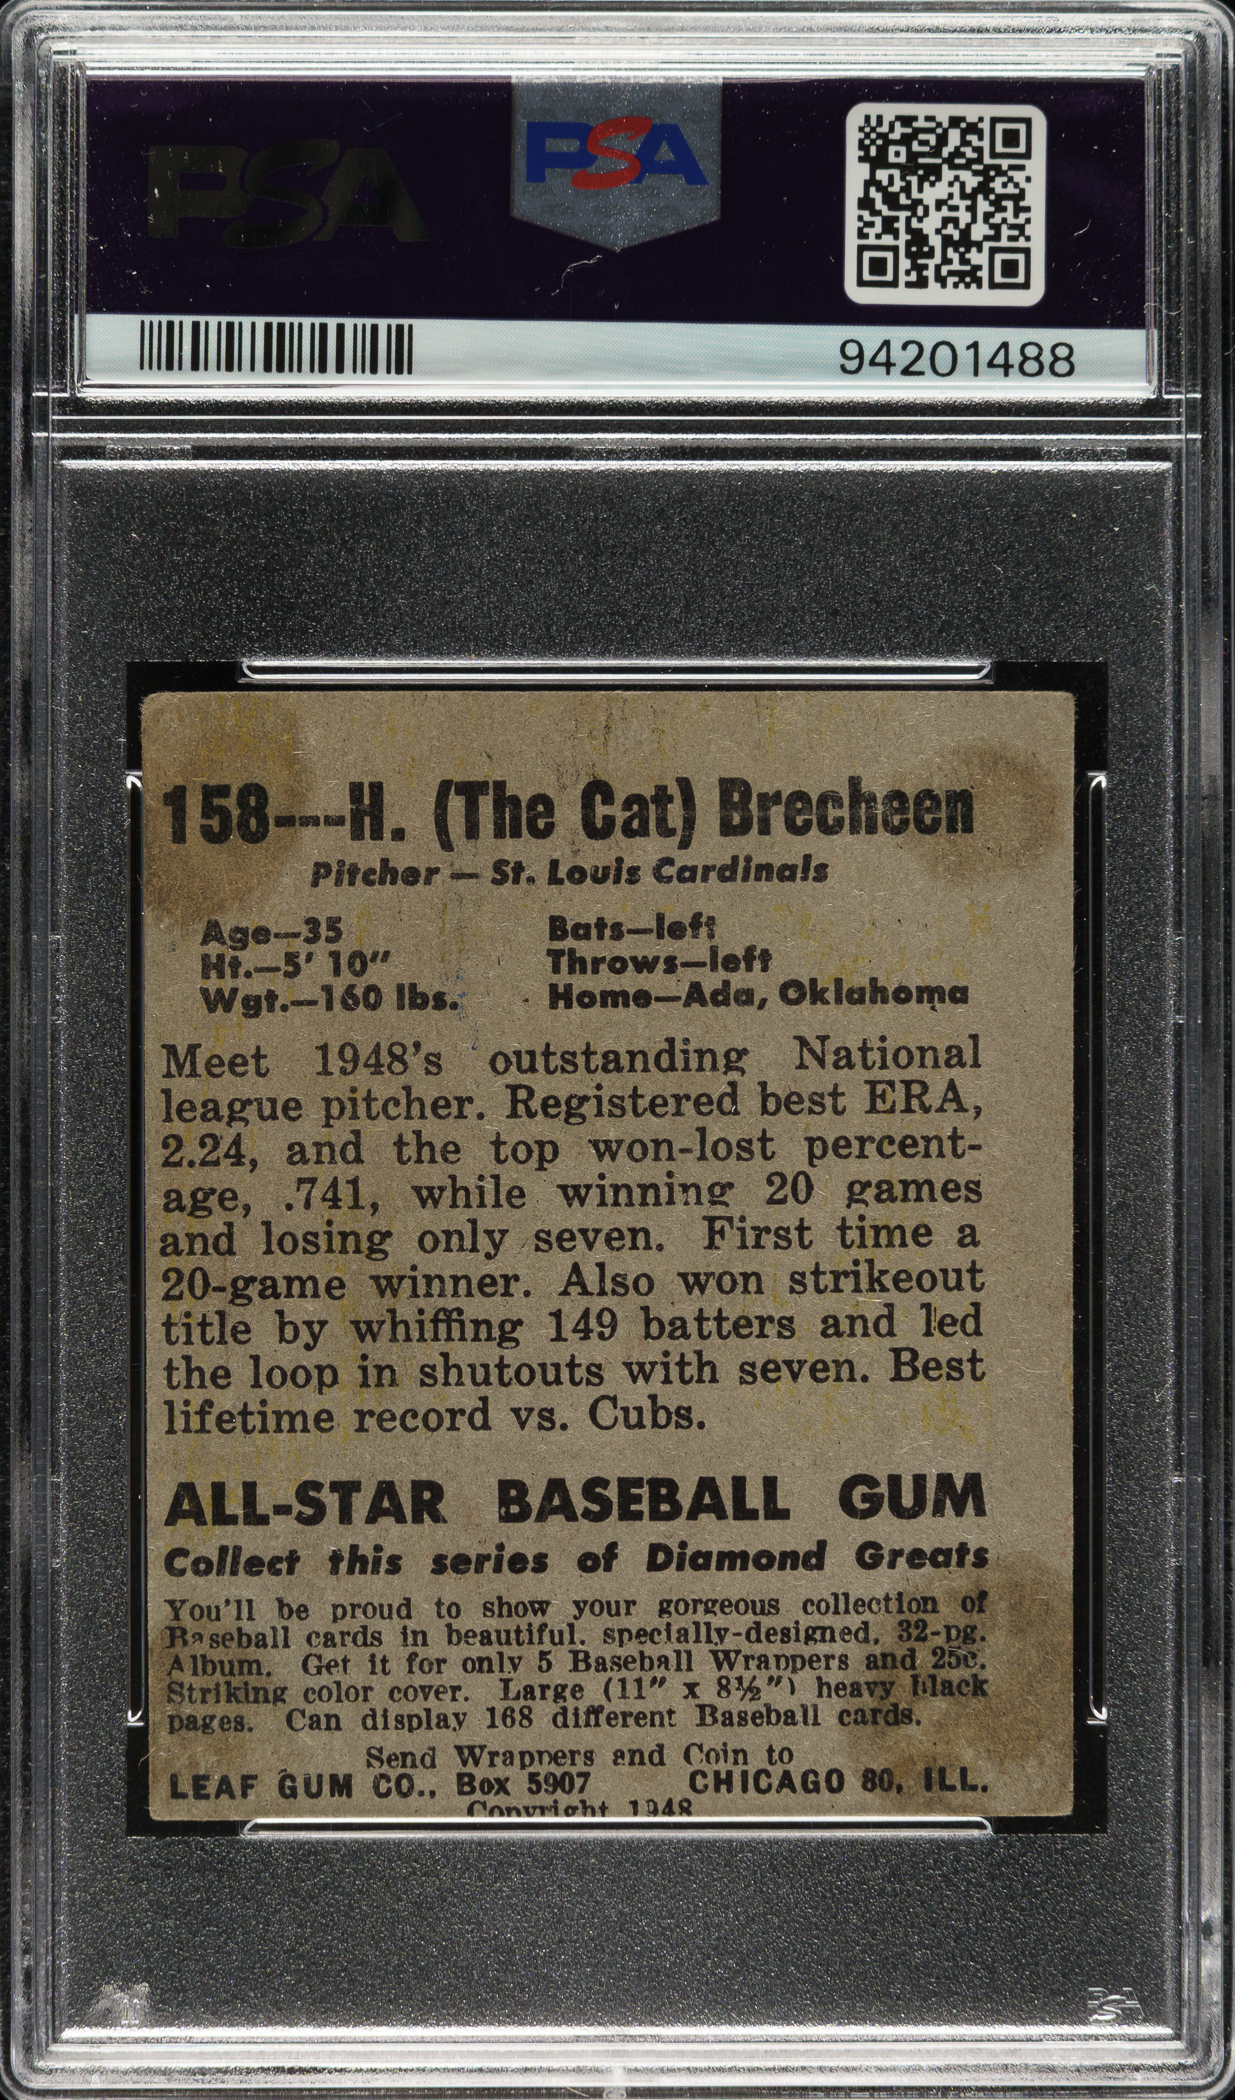 PSA
PSA
94201488
158---H. (The Cat) Brecheen
Pitcher — St. Louis Cardinals
Age—35 Bats—left
Ht.—5' 10" Throws—left
Wgt.—160 lbs. Home—Ada, Oklahoma
Meet 1948's outstanding National
league pitcher. Registered best ERA,
2.24, and the top won-lost percent-
age, .741, while winning 20 games
and losing only seven. First time a
20-game winner. Also won strikeout
title by whiffing 149 batters and led
the loop in shutouts with seven. Best
lifetime record vs. Cubs.
ALL-STAR BASEBALL GUM
Collect this series of Diamond Greats
You'll be proud to show your gorgeous collection of
Baseball cards in beautiful, specially-designed, 32-pg.
Album. Get it for only 5 Baseball Wrappers and 25c.
Striking color cover. Large (11" x 8½") heavy black
pages. Can display 168 different Baseball cards.
Send Wrappers and Coin to
LEAF GUM CO., Box 5907 CHICAGO 80, ILL.
Copyright 1948
PSA